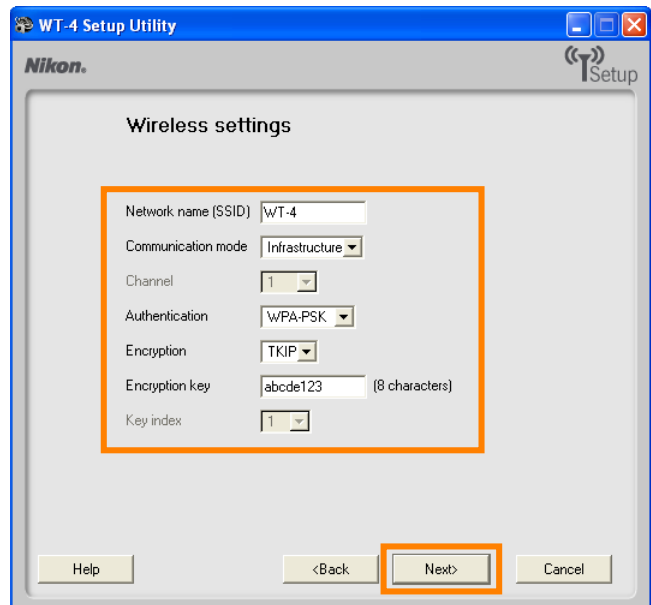 WT-4 Setup Utility
Nikon®
Setup
Wireless settings
Network name (SSID) WT-4
Communication mode Infrastructure
Channel 1
Authentication WPA-PSK
Encryption TKIP
Encryption key abcde123 (8 characters)
Key index 1
Help <Back Next> Cancel